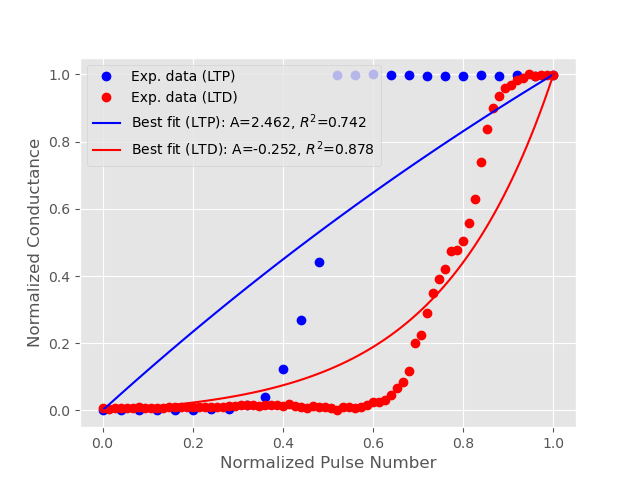 Exp. data (LTP)
Exp. data (LTD)
Best fit (LTP): A=2.462, R²=0.742
Best fit (LTD): A=-0.252, R²=0.878
1.0
0.8
0.6
0.4
0.2
0.0
Normalized Conductance
0.0 0.2 0.4 0.6 0.8 1.0
Normalized Pulse Number